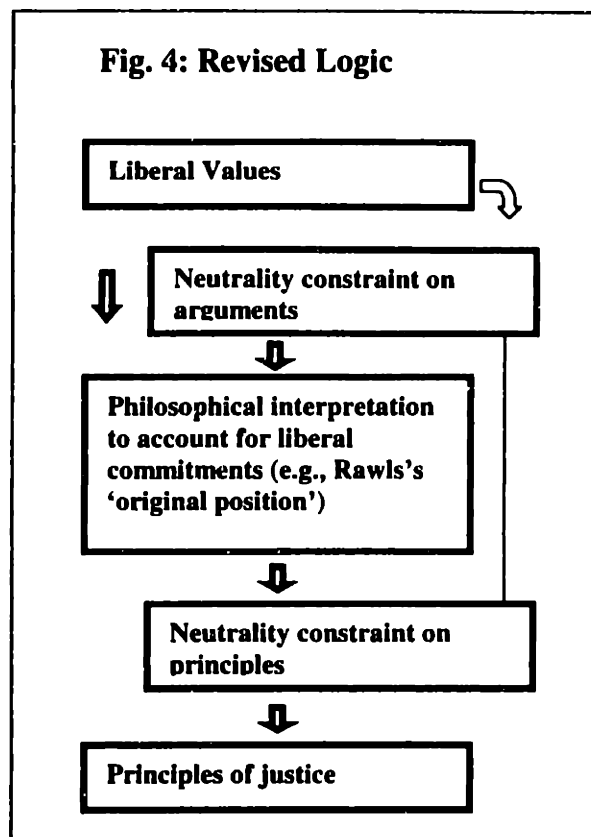 Fig. 4: Revised Logic
Liberal Values
Neutrality constraint on
arguments
Philosophical interpretation
to account for liberal
commitments (e.g., Rawls's
‘original position’)
Neutrality constraint on
principles
Principles of justice